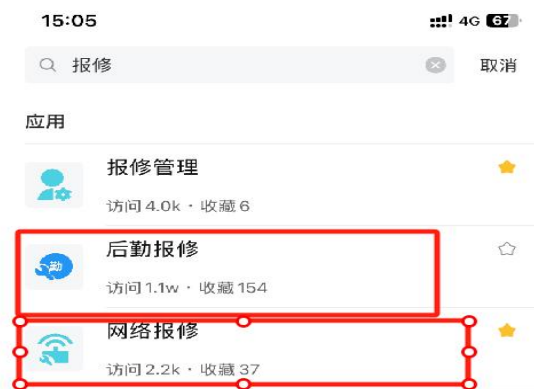 15:05 4G 67
报修 取消
应用
报修管理
访问 4.0k · 收藏 6
勤
后勤报修
访问 1.1w · 收藏 154
网络报修
访问 2.2k · 收藏 37